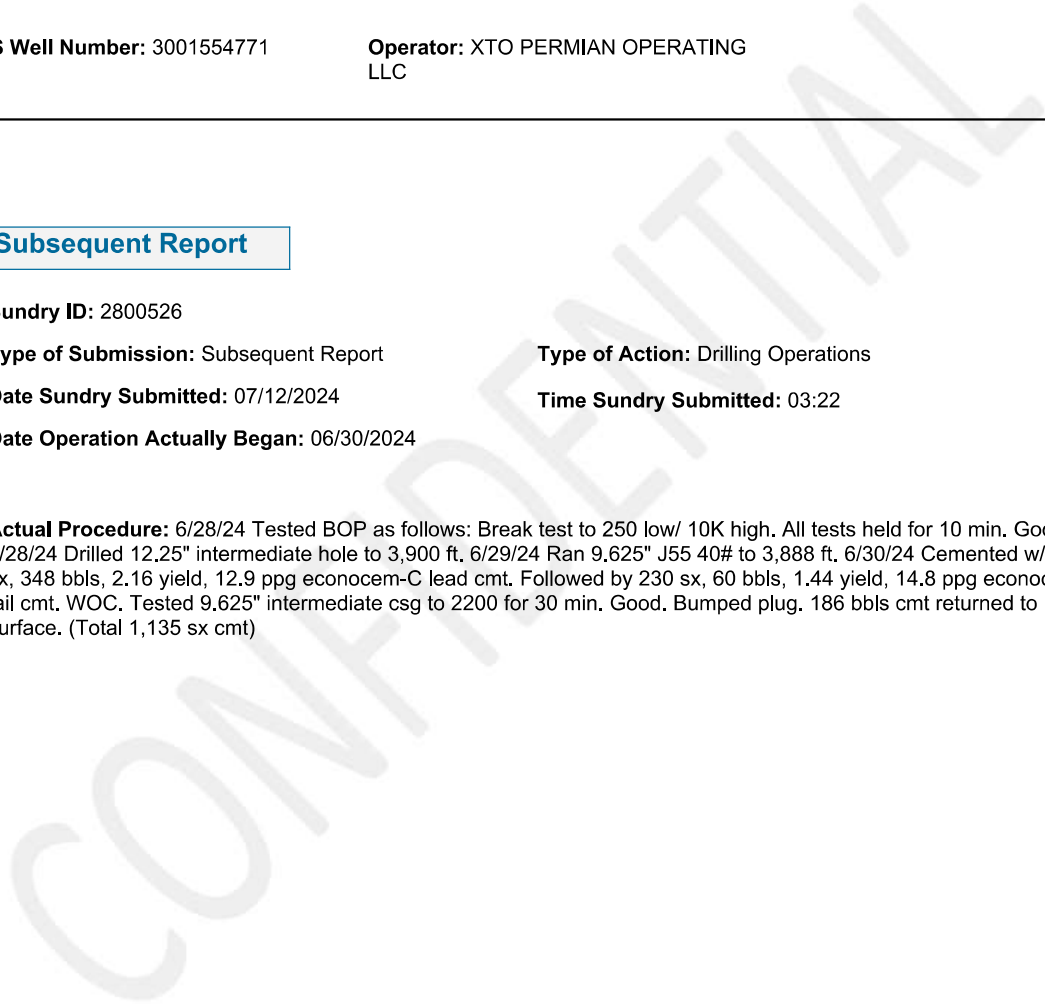 S Well Number: 3001554771 Operator: XTO PERMIAN OPERATING
LLC
Subsequent Report
undry ID: 2800526
ype of Submission: Subsequent Report Type of Action: Drilling Operations
ate Sundry Submitted: 07/12/2024 Time Sundry Submitted: 03:22
ate Operation Actually Began: 06/30/2024
Actual Procedure: 6/28/24 Tested BOP as follows: Break test to 250 low/ 10K high. All tests held for 10 min. Goo
/28/24 Drilled 12.25" intermediate hole to 3,900 ft. 6/29/24 Ran 9.625" J55 40# to 3,888 ft. 6/30/24 Cemented w/
x, 348 bbls, 2.16 yield, 12.9 ppg econocem-C lead cmt. Followed by 230 sx, 60 bbls, 1.44 yield, 14.8 ppg econoc
ail cmt. WOC. Tested 9.625" intermediate csg to 2200 for 30 min. Good. Bumped plug. 186 bbls cmt returned to
urface. (Total 1,135 sx cmt)
CONFIDENTIAL